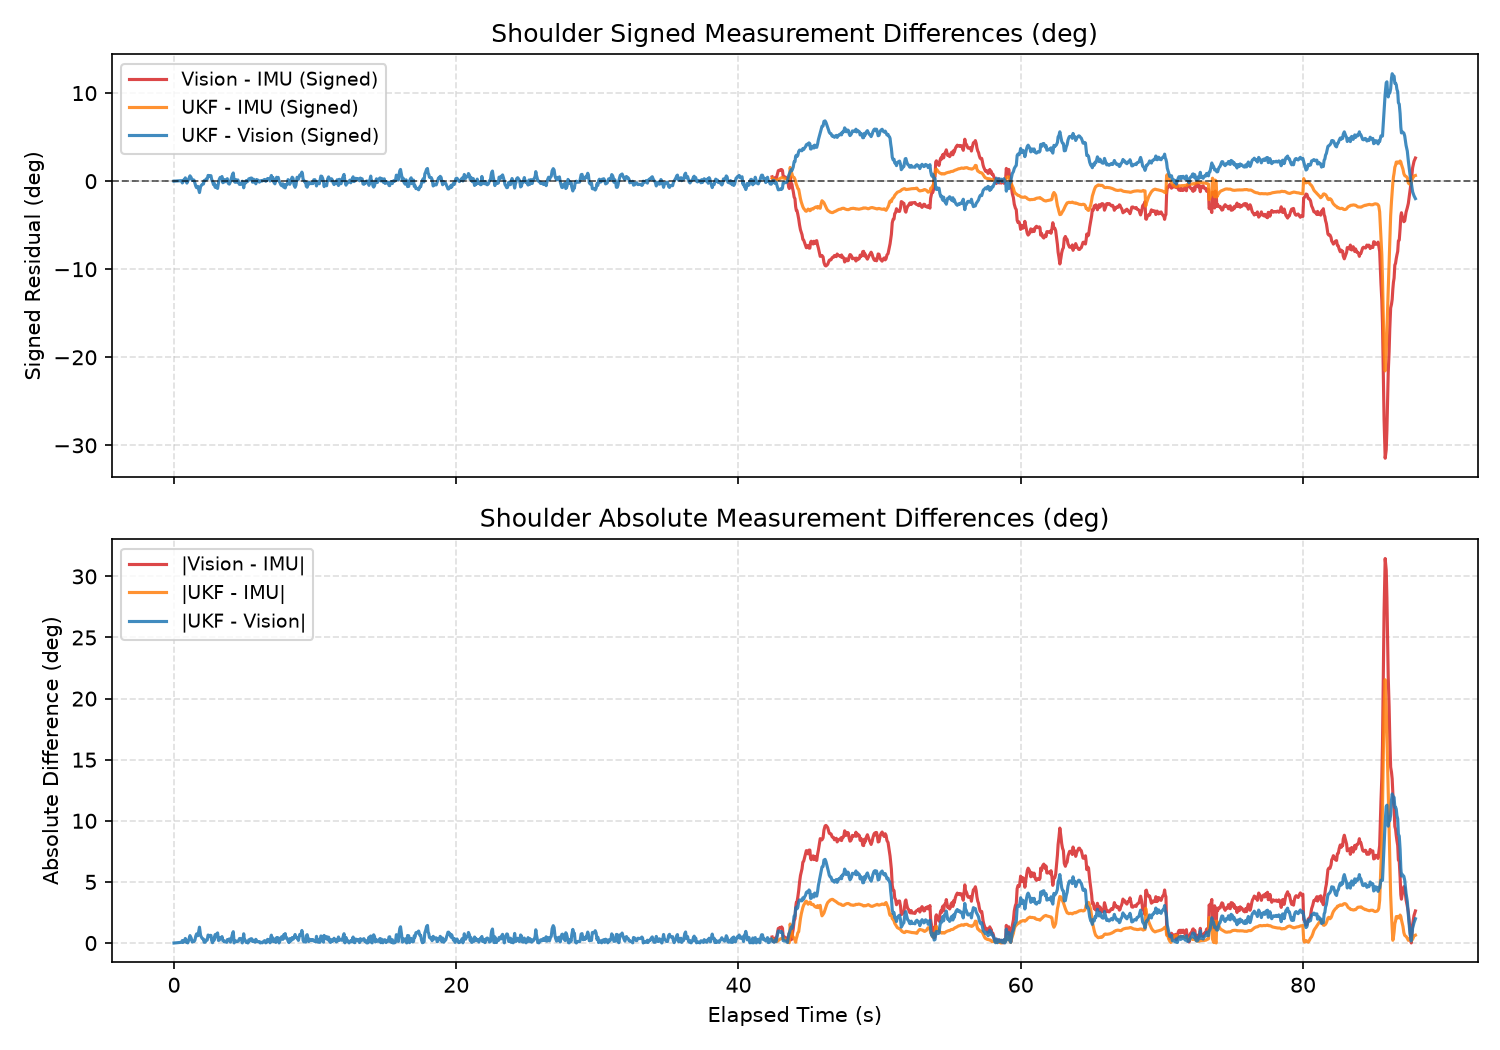 Shoulder Signed Measurement Differences (deg)
Vision - IMU (Signed)
UKF - IMU (Signed)
UKF - Vision (Signed)
Signed Residual (deg)
10
0
−10
−20
−30
Shoulder Absolute Measurement Differences (deg)
|Vision - IMU|
|UKF - IMU|
|UKF - Vision|
Absolute Difference (deg)
30
25
20
15
10
5
0
0 20 40 60 80
Elapsed Time (s)